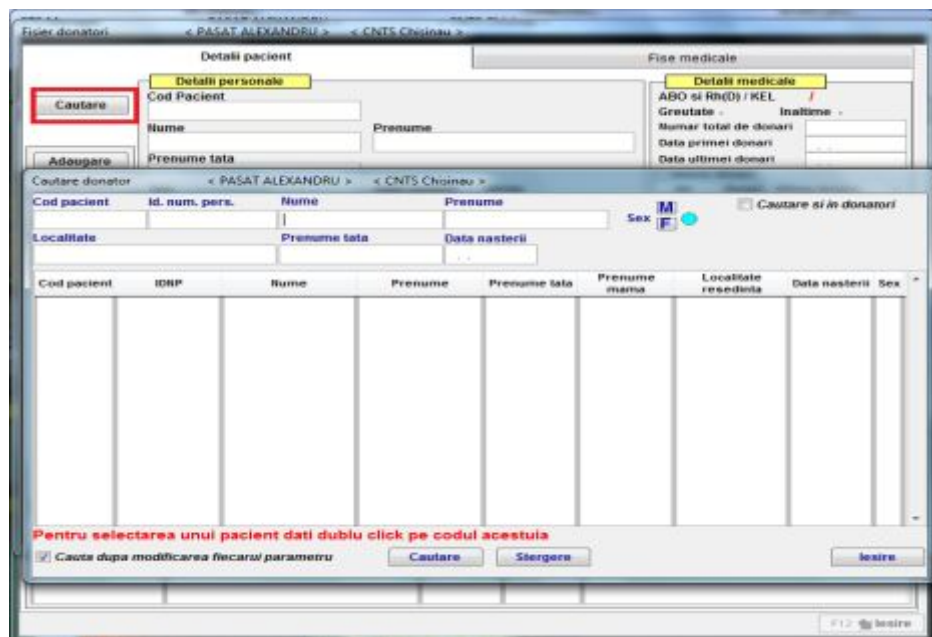 Fisier donatori < PASAT ALEXANDRU > < CNTS Chisinau >
Detalii pacient Fise medicale
Detalii personale Detalii medicale
Cautare
Cod Pacient ABO si Rh(D) / KEL /
Greutate - Inaltime -
Nume Prenume Numar total de donari
Data primei donari
Adaugare Prenume tata Data ultimei donari
Cautare donator < PASAT ALEXANDRU > < CNTS Chisinau >
Cod pacient Id. num. pers. Nume Prenume Sex M F Cautare si in donatori
Localitate Prenume tata Data nasterii
Cod pacient IDNP Nume Prenume Prenume tata Prenume mama Localitate resedinta Data nasterii Sex
Pentru selectarea unui pacient dati dublu click pe codul acestuia
Cauta dupa modificarea fiecarui parametru Cautare Stergere Iesire
F12 Iesire